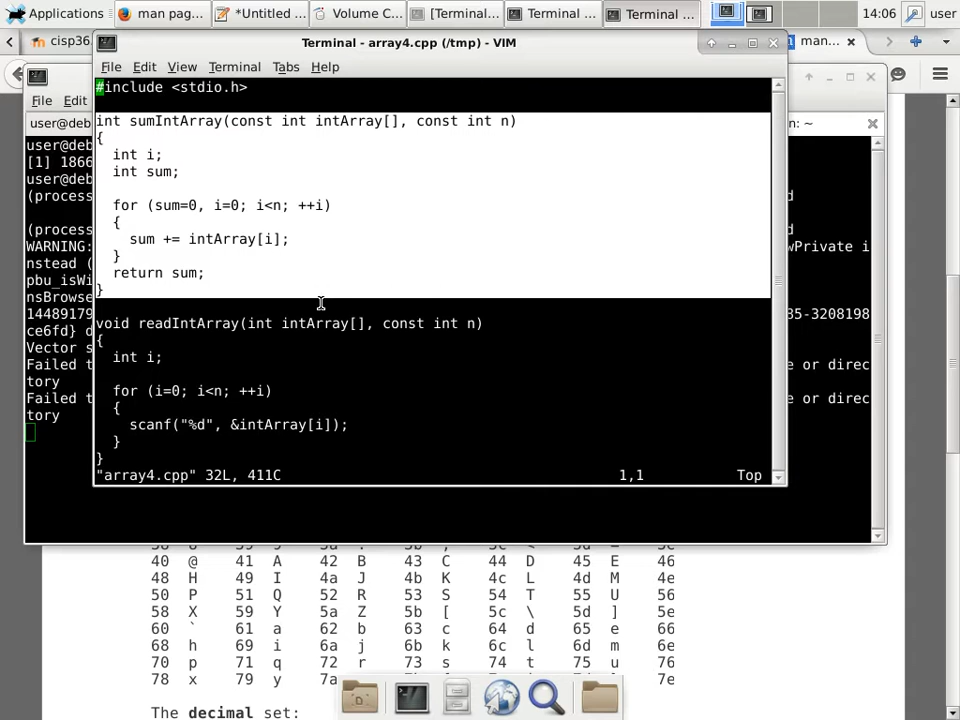 Applications
man pag...
*Untitled ...
Volume C...
[Terminal...
Terminal ...
Terminal ...
14:06
user
cisp36
man...
Terminal - array4.cpp (/tmp) - VIM
File Edit View Terminal Tabs Help
File Edit
user@deb
n: ~
#include <stdio.h>
int sumIntArray(const int intArray[], const int n)
{
int i;
int sum;
for (sum=0, i=0; i<n; ++i)
{
sum += intArray[i];
}
return sum;
}
void readIntArray(int intArray[], const int n)
{
int i;
for (i=0; i<n; ++i)
{
scanf("%d", &intArray[i]);
}
}
"array4.cpp" 32L, 411C 1,1 Top
user@deb
[1] 1866
user@deb
(process d
(process d
WARNING: wPrivate i
nstead (
pbu_isWi
nsBrowse
14489179 85-3208198
ce6fd} d
Vector s
Failed t e or direc
tory
Failed t e or direc
tory
40 @ 41 A 42 B 43 C 44 D 45 E 46
48 H 49 I 4a J 4b K 4c L 4d M 4e
50 P 51 Q 52 R 53 S 54 T 55 U 56
58 X 59 Y 5a Z 5b [ 5c \ 5d ] 5e
60 ` 61 a 62 b 63 c 64 d 65 e 66
68 h 69 i 6a j 6b k 6c l 6d m 6e
70 p 71 q 72 r 73 s 74 t 75 u 76
78 x 79 y 7a 7e
The decimal set: